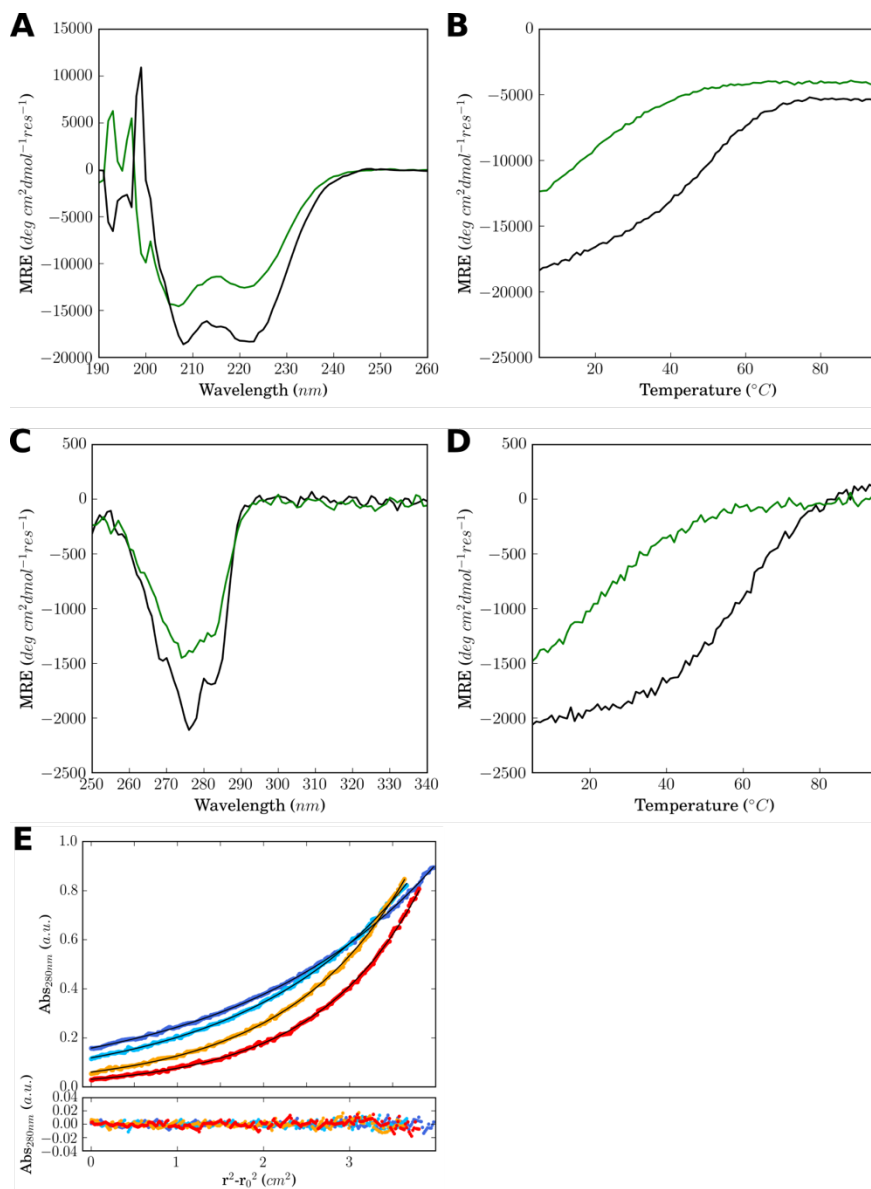 A
15000
10000
5000
0
−5000
−10000
−15000
−20000
MRE (deg cm²dmol⁻¹res⁻¹)
190 200 210 220 230 240 250 260
Wavelength (nm)
B
0
−5000
−10000
−15000
−20000
−25000
MRE (deg cm²dmol⁻¹res⁻¹)
20 40 60 80
Temperature (°C)
C
500
0
−500
−1000
−1500
−2000
−2500
MRE (deg cm²dmol⁻¹res⁻¹)
250 260 270 280 290 300 310 320 330 340
Wavelength (nm)
D
500
0
−500
−1000
−1500
−2000
−2500
MRE (deg cm²dmol⁻¹res⁻¹)
20 40 60 80
Temperature (°C)
E
1.0
0.8
0.6
0.4
0.2
0.0
Abs280nm (a.u.)
0.04
0.02
0.00
−0.02
−0.04
Abs280nm (a.u.)
0 1 2 3
r²-r₀² (cm²)